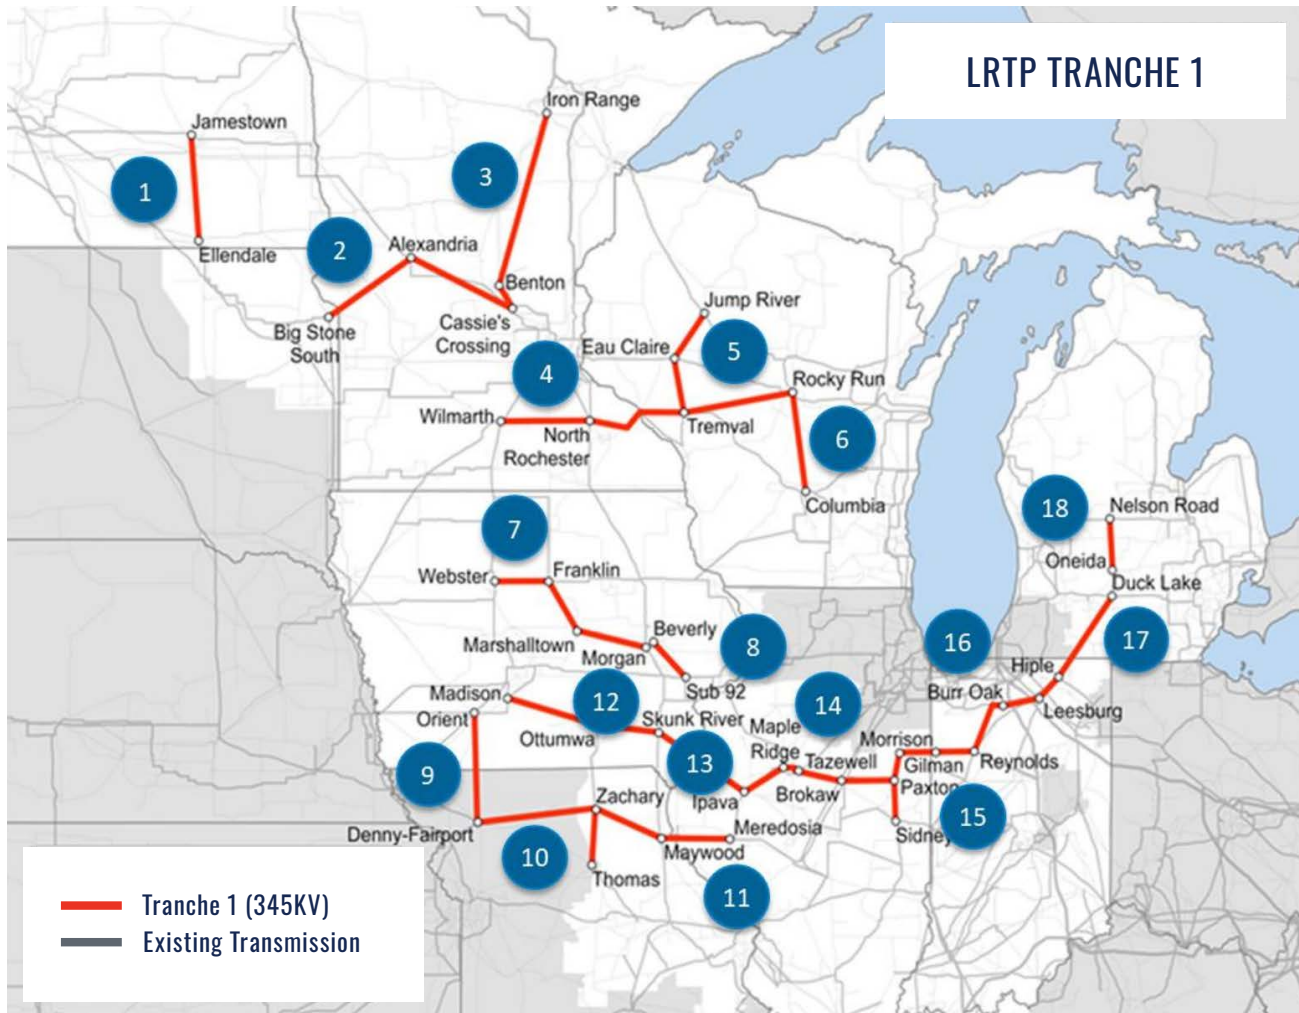 LRTP TRANCHE 1
Iron Range
Jamestown
3
1
Ellendale
2
Alexandria
Benton
Big Stone
South
Cassie's
Crossing
Jump River
Eau Claire
5
4
Rocky Run
Wilmarth
North
Rochester
Tremval
6
Columbia
18
Nelson Road
7
Oneida
Webster
Franklin
Duck Lake
Marshalltown
Beverly
Morgan
8
16
17
Hiple
Sub 92
Madison
12
14
Burr Oak
Orient
Skunk River
Leesburg
Ottumwa
Maple
Ridge
Morrison
13
Tazewell
Gilman
Reynolds
9
Ipava
Brokaw
Paxton
Zachary
15
Denny-Fairport
Meredosia
Sidney
10
Maywood
Thomas
11
Tranche 1 (345KV)
Existing Transmission